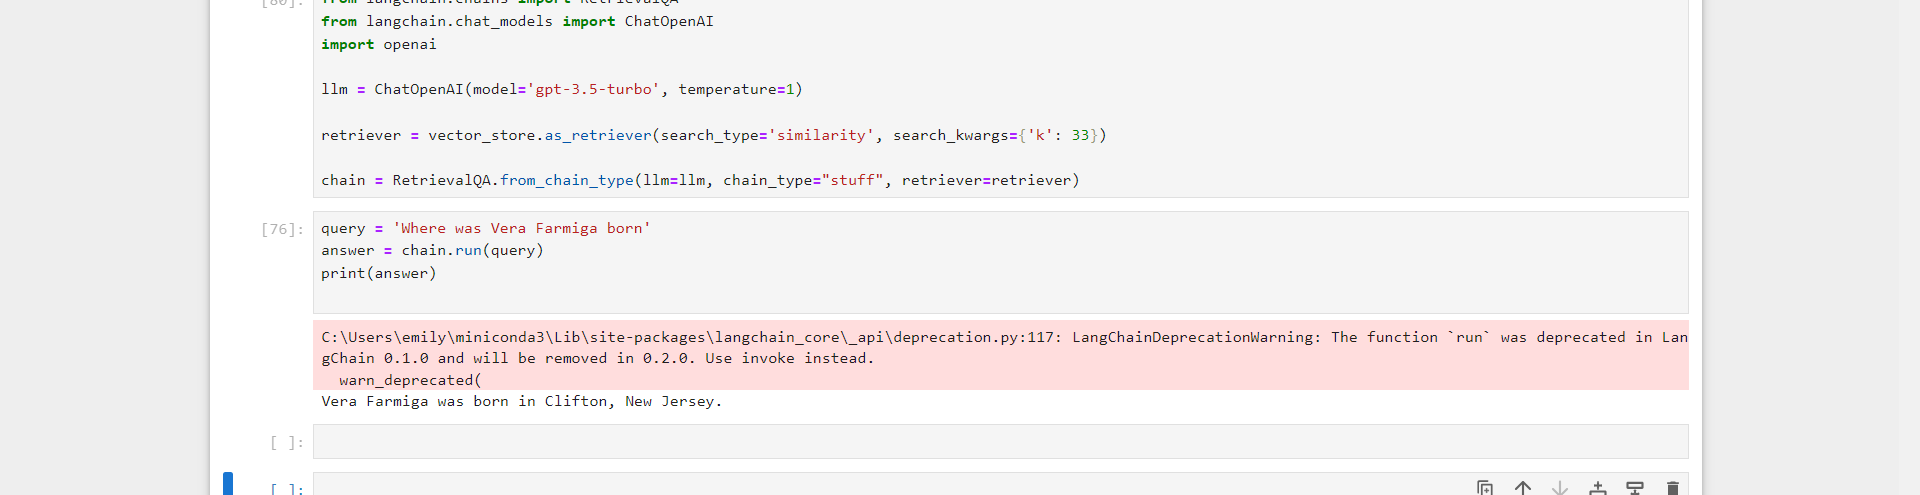 [80]: from langchain.chains import RetrievalQA
from langchain.chat_models import ChatOpenAI
import openai
llm = ChatOpenAI(model='gpt-3.5-turbo', temperature=1)
retriever = vector_store.as_retriever(search_type='similarity', search_kwargs={'k': 33})
chain = RetrievalQA.from_chain_type(llm=llm, chain_type="stuff", retriever=retriever)
[76]: query = 'Where was Vera Farmiga born'
answer = chain.run(query)
print(answer)
C:\Users\emily\miniconda3\Lib\site-packages\langchain_core\_api\deprecation.py:117: LangChainDeprecationWarning: The function `run` was deprecated in Lan
gChain 0.1.0 and will be removed in 0.2.0. Use invoke instead.
warn_deprecated(
Vera Farmiga was born in Clifton, New Jersey.
[ ]:
[ ]: